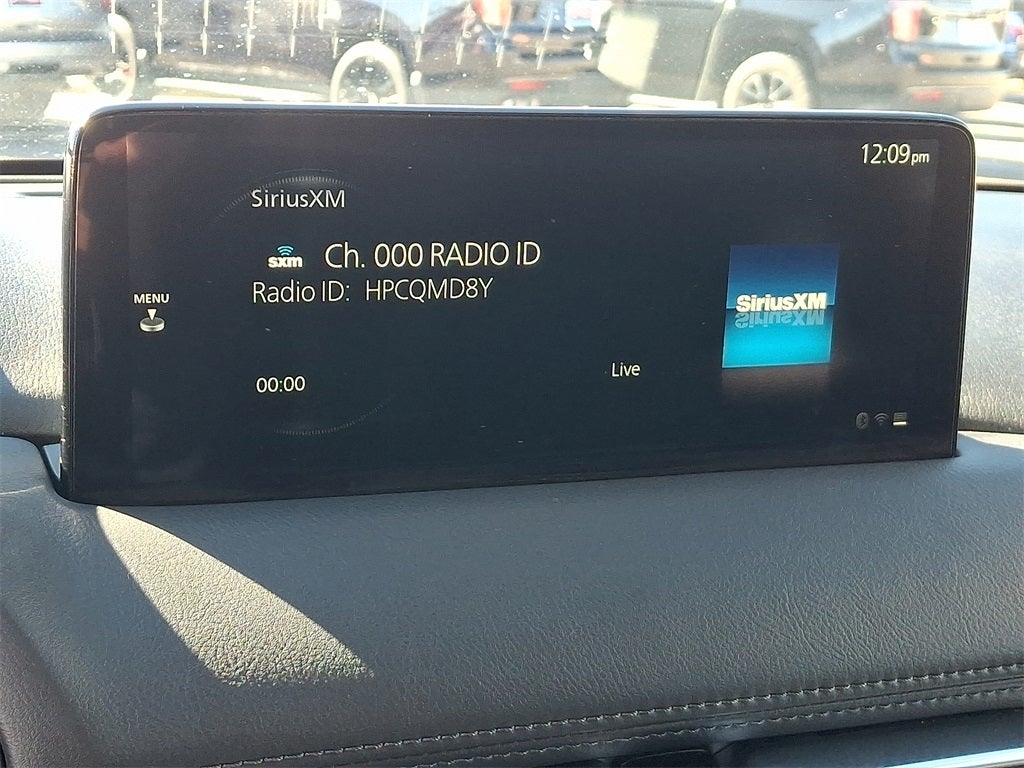 12:09pm
SiriusXM
sxm Ch. 000 RADIO ID
Radio ID: HPCQMD8Y
MENU
SiriusXM
00:00
Live